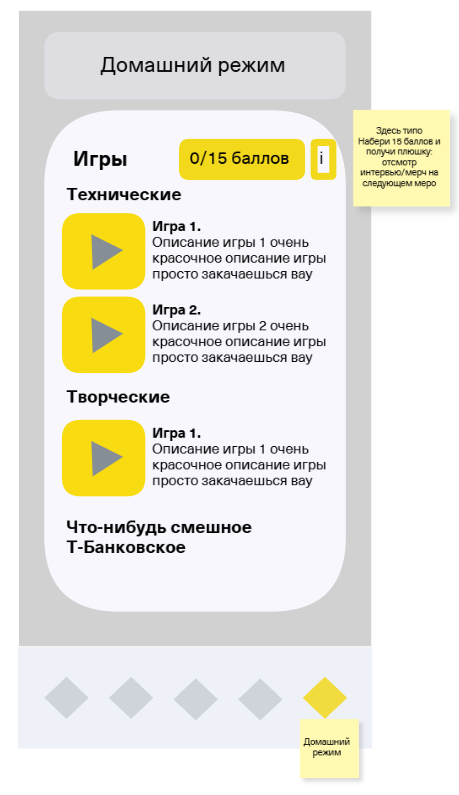 Домашний режим
Здесь типо
Набери 15 баллов и
получи плюшку:
отсмотр
интервью/мерч на
следующем меро
Игры
0/15 баллов
i
Технические
Игра 1.
Описание игры 1 очень
красочное описание игры
просто закачаешься вау
Игра 2.
Описание игры 2 очень
красочное описание игры
просто закачаешься вау
Творческие
Игра 1.
Описание игры 1 очень
красочное описание игры
просто закачаешься вау
Что-нибудь смешное
Т-Банковское
Домашний
режим